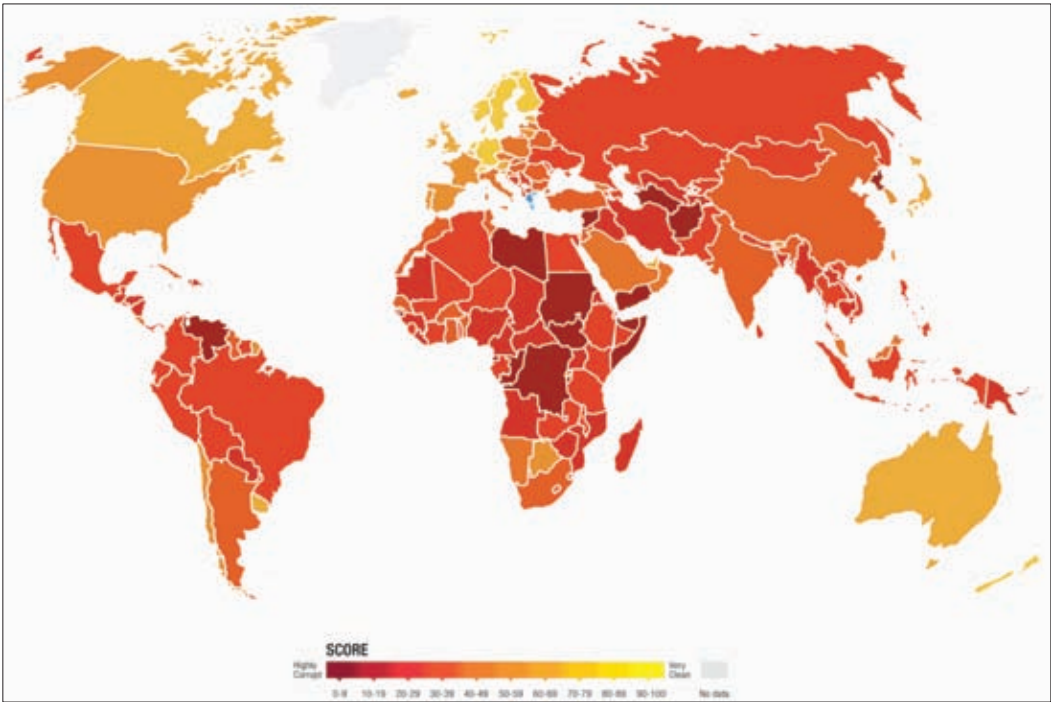 SCORE
Highly
Corrupt
Very
Clean
0-9 10-19 20-29 30-39 40-49 50-59 60-69 70-79 80-89 90-100 No data